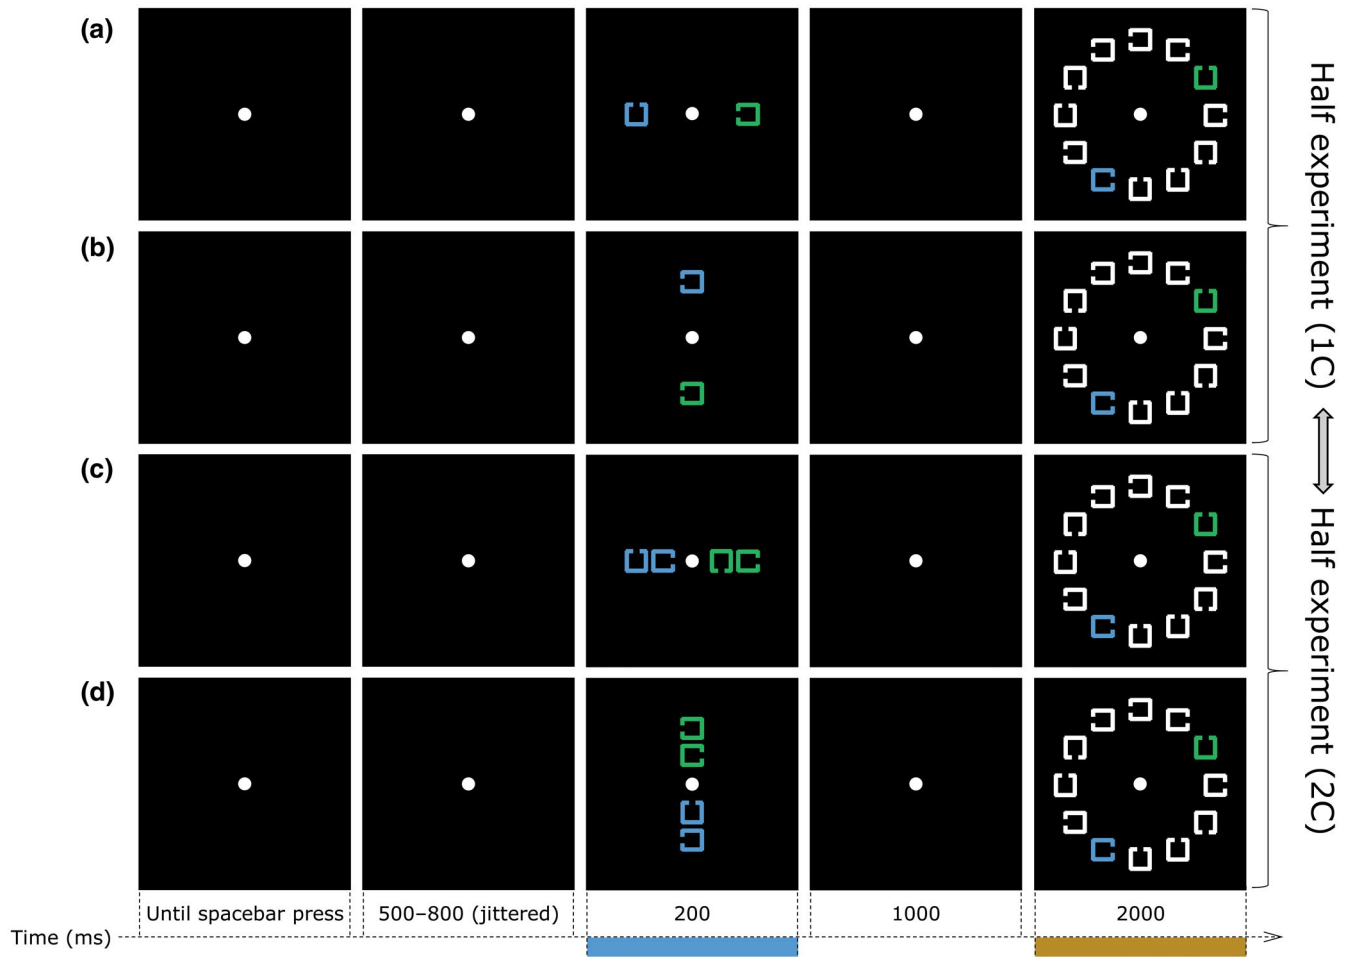 (a)
(b)
(c)
(d)
Half experiment (1C)
Half experiment (2C)
Until spacebar press
500–800 (jittered)
200
1000
2000
Time (ms)